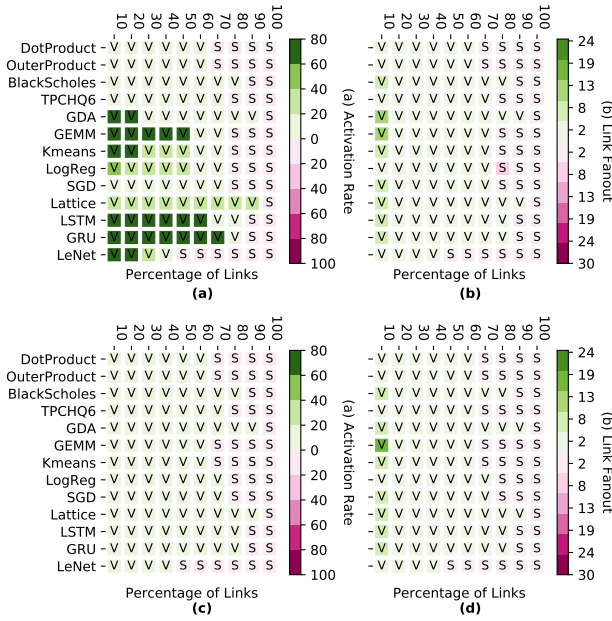 10 20 30 40 50 60 70 80 90 100
DotProduct V V V V V V S S S S
OuterProduct V V V V V V S S S S
BlackScholes V V V V V V V V S S
TPCHQ6 V V V V V V V S S S
GDA V V V V V V V V V S
GEMM V V V V V V V S S S
Kmeans V V V V V V V S S S
LogReg V V V V V V V S S S
SGD V V V V V V V S S S
Lattice V V V V V V V V V S
LSTM V V V V V V V V S S
GRU V V V V V V V V S S
LeNet V V V V S S S S S S
Percentage of Links
(a)
80
60
40
20
0
20
40
60
80
100
(a) Activation Rate
10 20 30 40 50 60 70 80 90 100
V V V V V V S S S S
V V V V V V S S S S
V V V V V V V V S S
V V V V V V V S S S
V V V V V V V V V S
V V V V V V V S S S
V V V V V V V S S S
V V V V V V V S S S
V V V V V V V S S S
V V V V V V V V V S
V V V V V V V V S S
V V V V V V V V S S
V V V V S S S S S S
Percentage of Links
(b)
24
19
13
8
2
2
8
13
19
24
30
(b) Link Fanout
10 20 30 40 50 60 70 80 90 100
DotProduct V V V V V V S S S S
OuterProduct V V V V V V S S S S
BlackScholes V V V V V V V V S S
TPCHQ6 V V V V V V V S S S
GDA V V V V V V V V V S
GEMM V V V V V V S S S S
Kmeans V V V V V V S S S S
LogReg V V V V V V V S S S
SGD V V V V V V V S S S
Lattice V V V V V V V V V S
LSTM V V V V V V V V S S
GRU V V V V V V V V S S
LeNet V V V V S S S S S S
Percentage of Links
(c)
80
60
40
20
0
20
40
60
80
100
(a) Activation Rate
10 20 30 40 50 60 70 80 90 100
V V V V V V S S S S
V V V V V V S S S S
V V V V V V V V S S
V V V V V V V S S S
V V V V V V V V V S
V V V V V V S S S S
V V V V V V S S S S
V V V V V V V S S S
V V V V V V V S S S
V V V V V V V V V S
V V V V V V V V S S
V V V V V V V V S S
V V V V S S S S S S
Percentage of Links
(d)
24
19
13
8
2
2
8
13
19
24
30
(b) Link Fanout